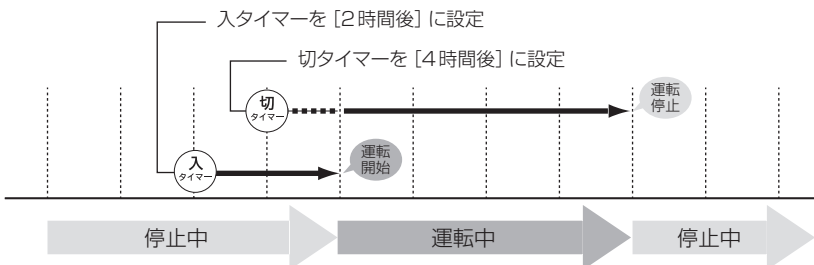 入タイマーを［2時間後］に設定
切タイマーを［4時間後］に設定
切
タイマー
運転
停止
入
タイマー
運転
開始
停止中
運転中
停止中